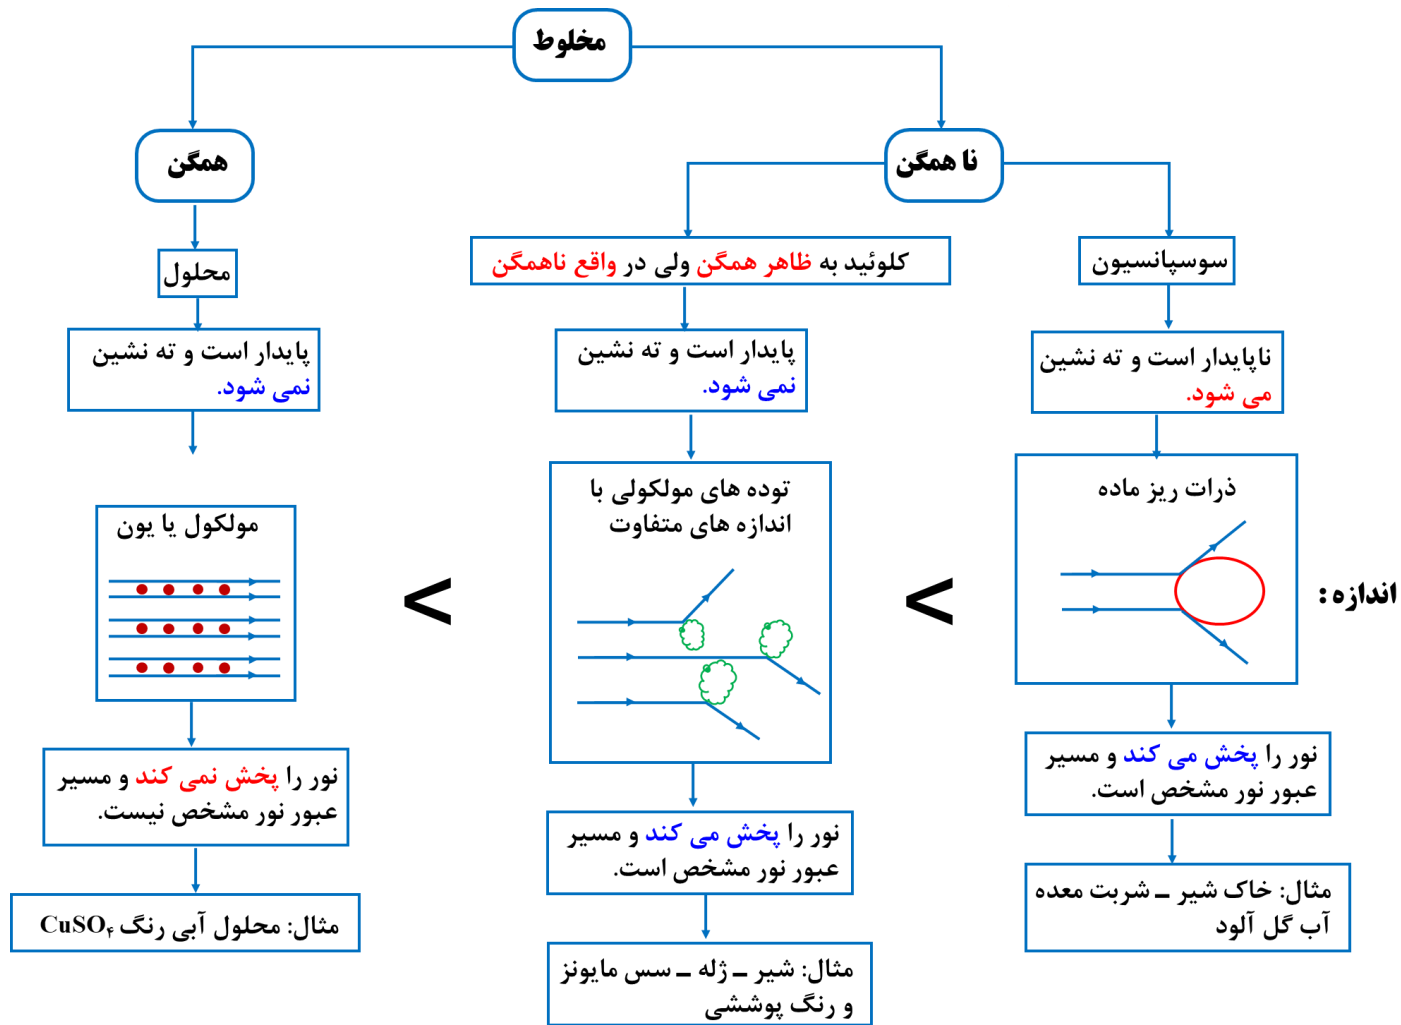 مخلوط
نا همگن
همگن
سوسپانسیون
ناپایدار است و ته نشین
می شود.
ذرات ریز ماده
نور را پخش می کند و مسیر
عبور نور مشخص است.
مثال: خاک شیر ــ شربت معده
آب گل آلود
کلوئید به ظاهر همگن ولی در واقع ناهمگن
پایدار است و ته نشین
نمی شود.
توده های مولکولی با
اندازه های متفاوت
نور را پخش می کند و مسیر
عبور نور مشخص است.
مثال: شیر ــ ژله ــ سس مایونز
و رنگ پوششی
محلول
پایدار است و ته نشین
نمی شود.
مولکول یا یون
نور را پخش نمی کند و مسیر
عبور نور مشخص نیست.
مثال: محلول آبی رنگ CuSO۴
اندازه :
<
<